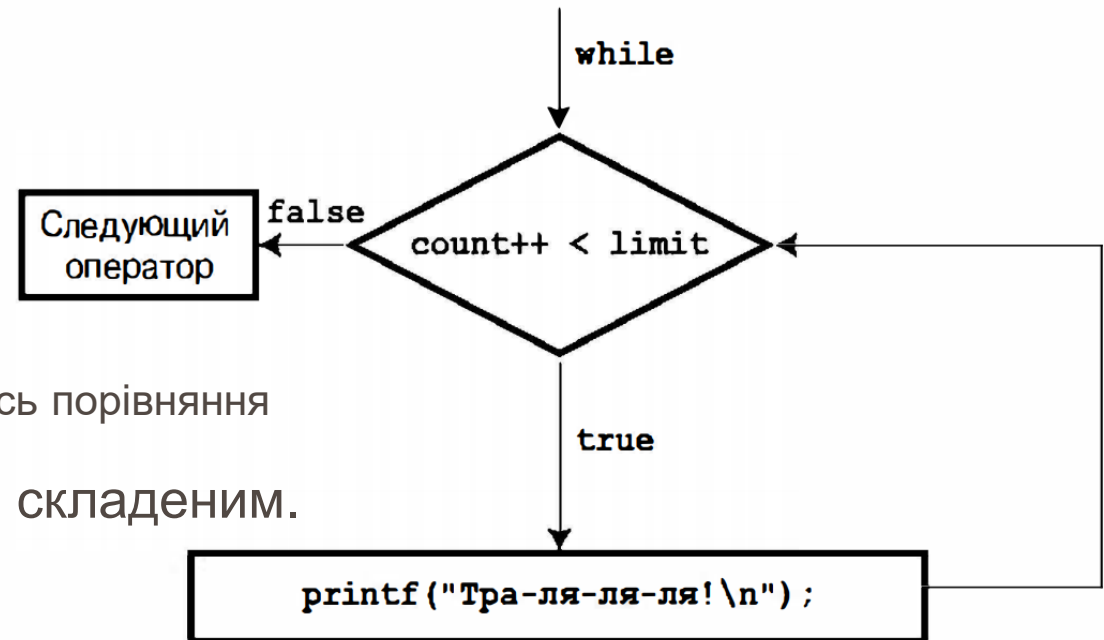 while
false
Следующий
оператор
count++ < limit
сь порівняння
true
складеним.
printf("Тра-ля-ля-ля!\n");